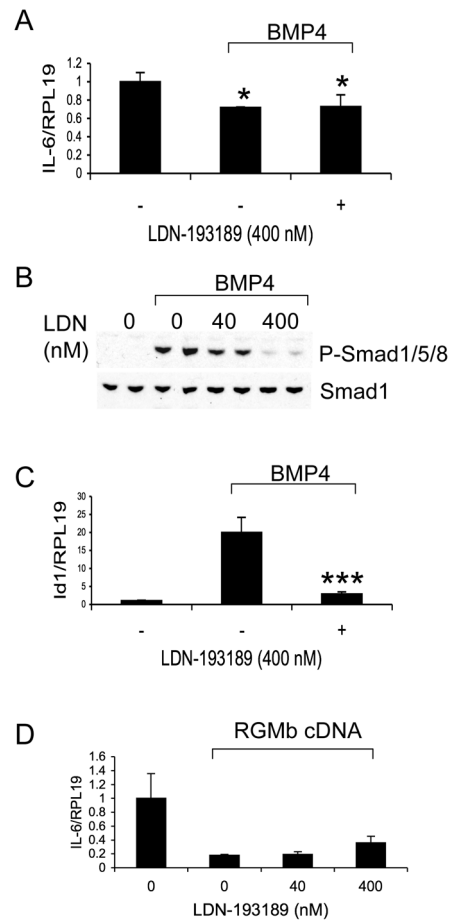 A
BMP4
IL-6/RPL19
1.2
1
0.8
0.6
0.4
0.2
0
* *
- - +
LDN-193189 (400 nM)
B
BMP4
LDN 0 0 40 400
(nM)
P-Smad1/5/8
Smad1
C
BMP4
Id1/RPL19
30
25
20
15
10
5
0
***
- - +
LDN-193189 (400 nM)
D
RGMb cDNA
IL-6/RPL19
1.6
1.4
1.2
1
0.8
0.6
0.4
0.2
0
0 0 40 400
LDN-193189 (nM)